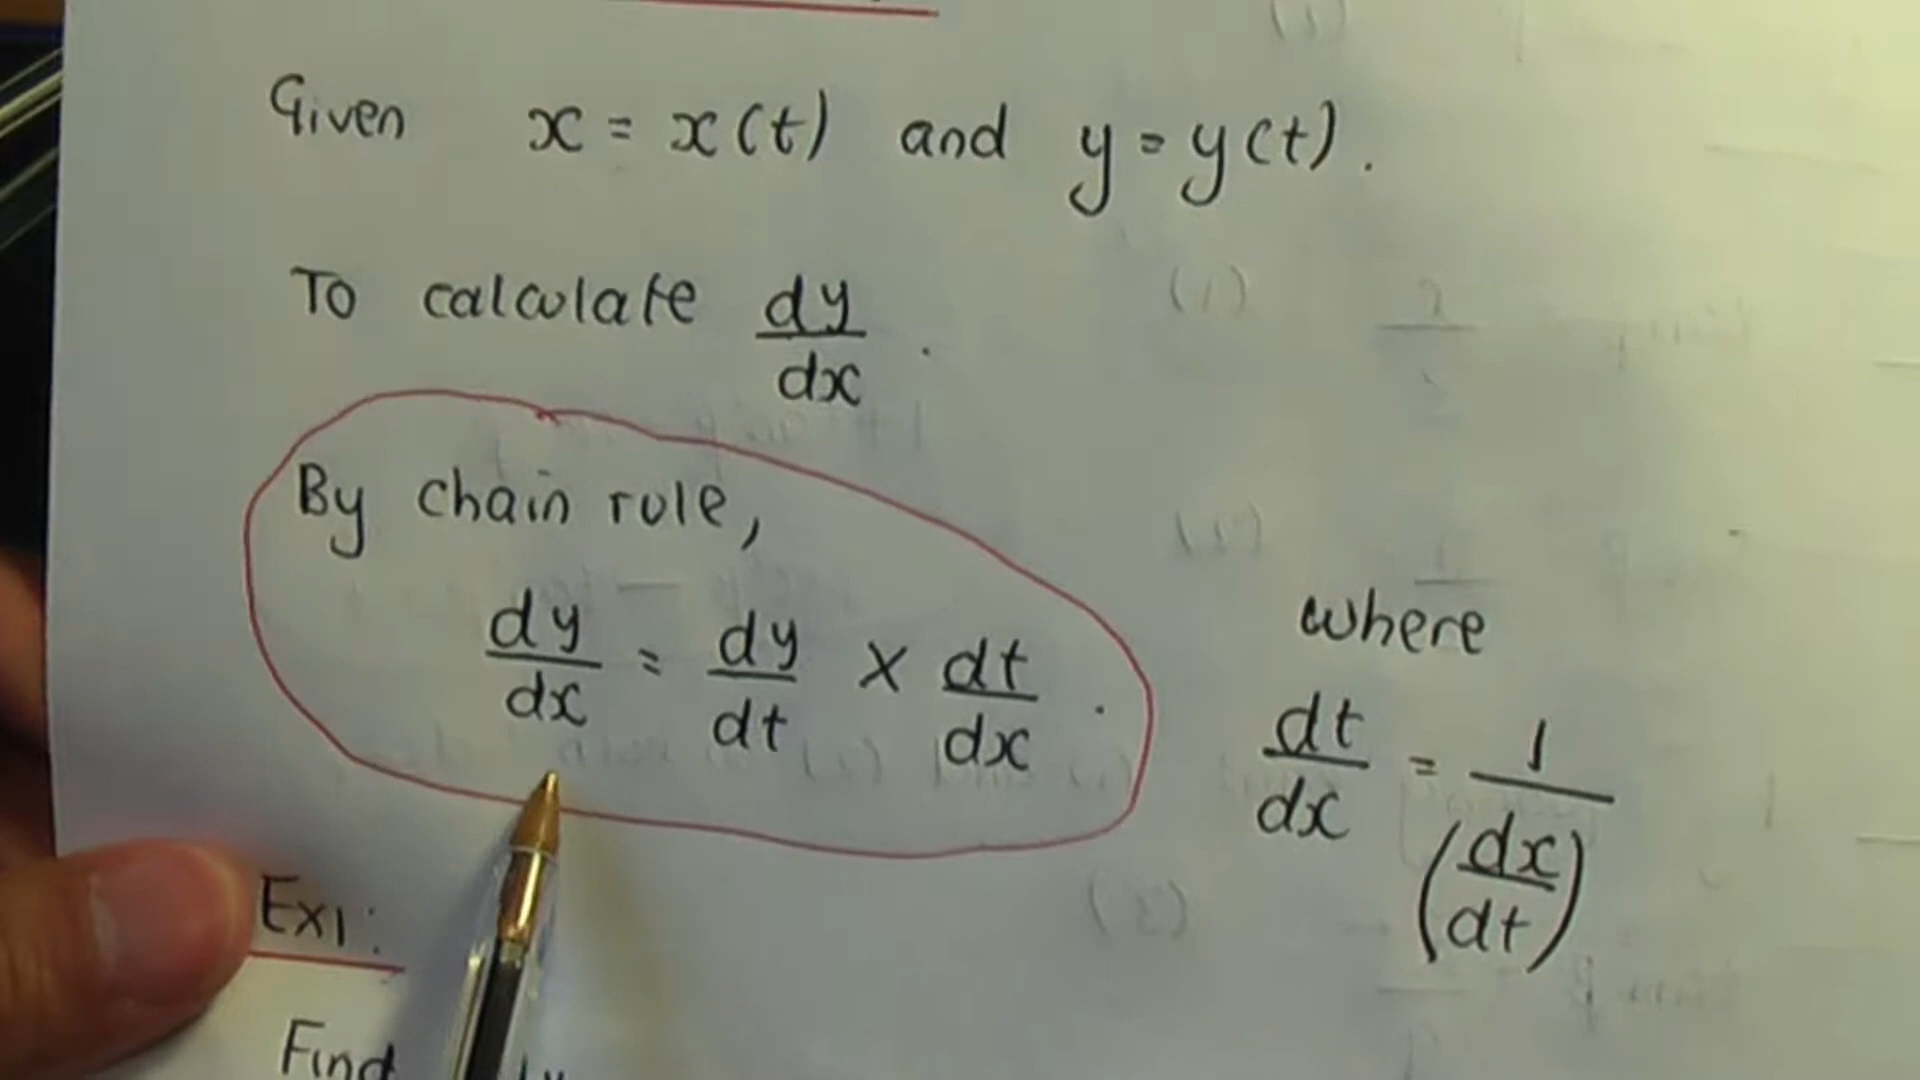 Given x = x(t) and y = y(t).
To calculate dy/dx.
By chain rule,
dy/dx = dy/dt × dt/dx.
where
dt/dx = 1/(dx/dt)
Ex1:
Find